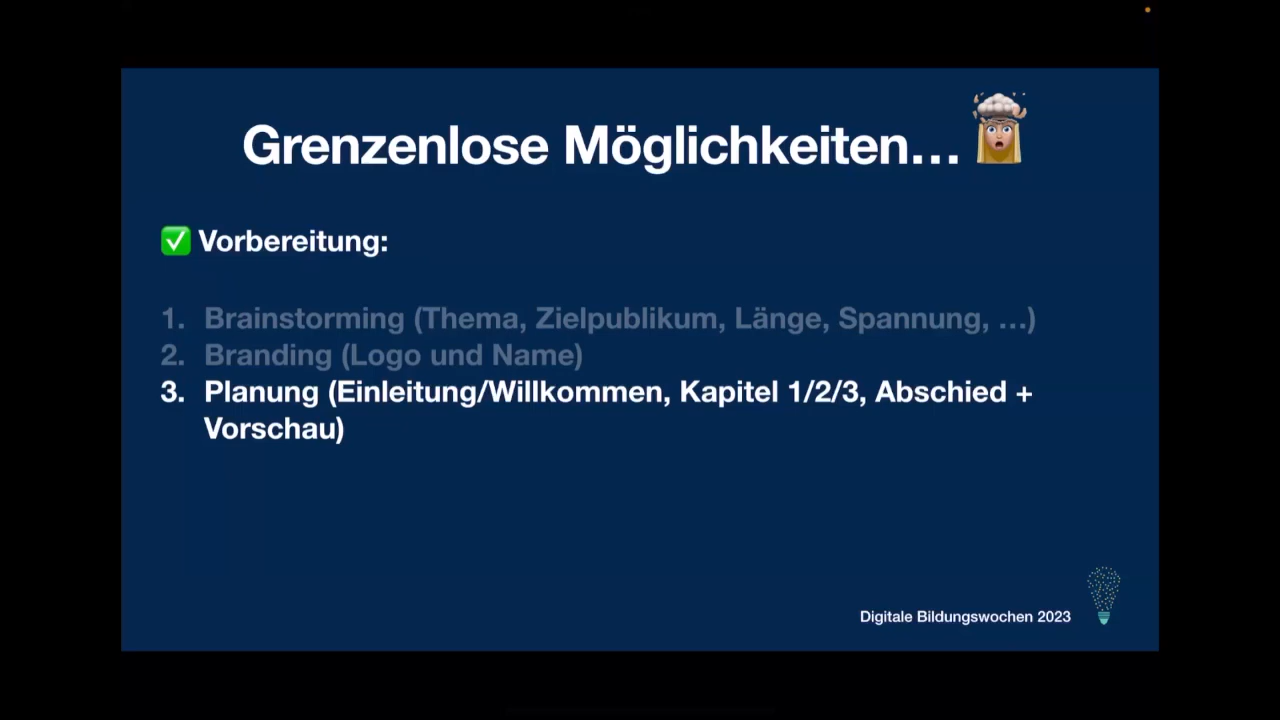 Grenzenlose Möglichkeiten…
Vorbereitung:
1. Brainstorming (Thema, Zielpublikum, Länge, Spannung, …)
2. Branding (Logo und Name)
3. Planung (Einleitung/Willkommen, Kapitel 1/2/3, Abschied +
Vorschau)
Digitale Bildungswochen 2023